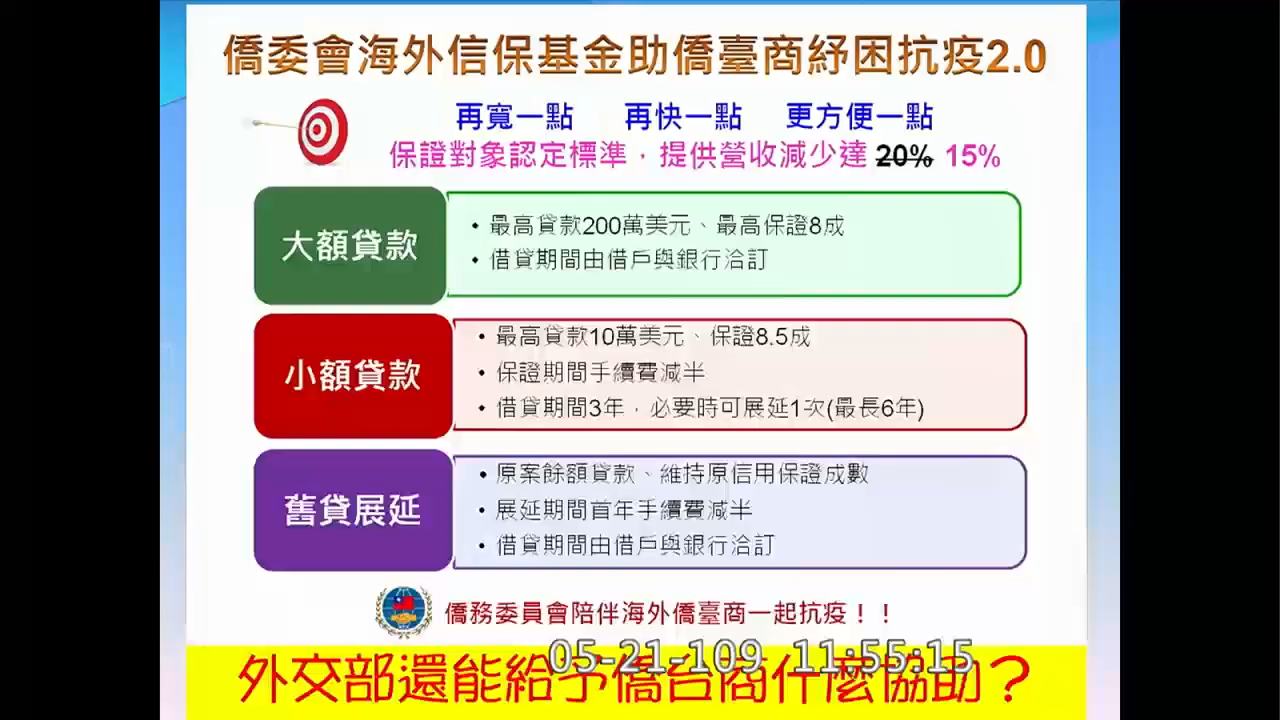 僑委會海外信保基金助僑臺商紓困抗疫2.0
再寬一點 再快一點 更方便一點
保證對象認定標準，提供營收減少達 20% 15%
大額貸款
• 最高貸款200萬美元、最高保證8成
• 借貸期間由借戶與銀行洽訂
小額貸款
• 最高貸款10萬美元、保證8.5成
• 保證期間手續費減半
• 借貸期間3年，必要時可展延1次(最長6年)
舊貸展延
• 原案餘額貸款、維持原信用保證成數
• 展延期間首年手續費減半
• 借貸期間由借戶與銀行洽訂
僑務委員會陪伴海外僑臺商一起抗疫！！
05-21-109 11:55:15
外交部還能給予僑台商什麼協助？